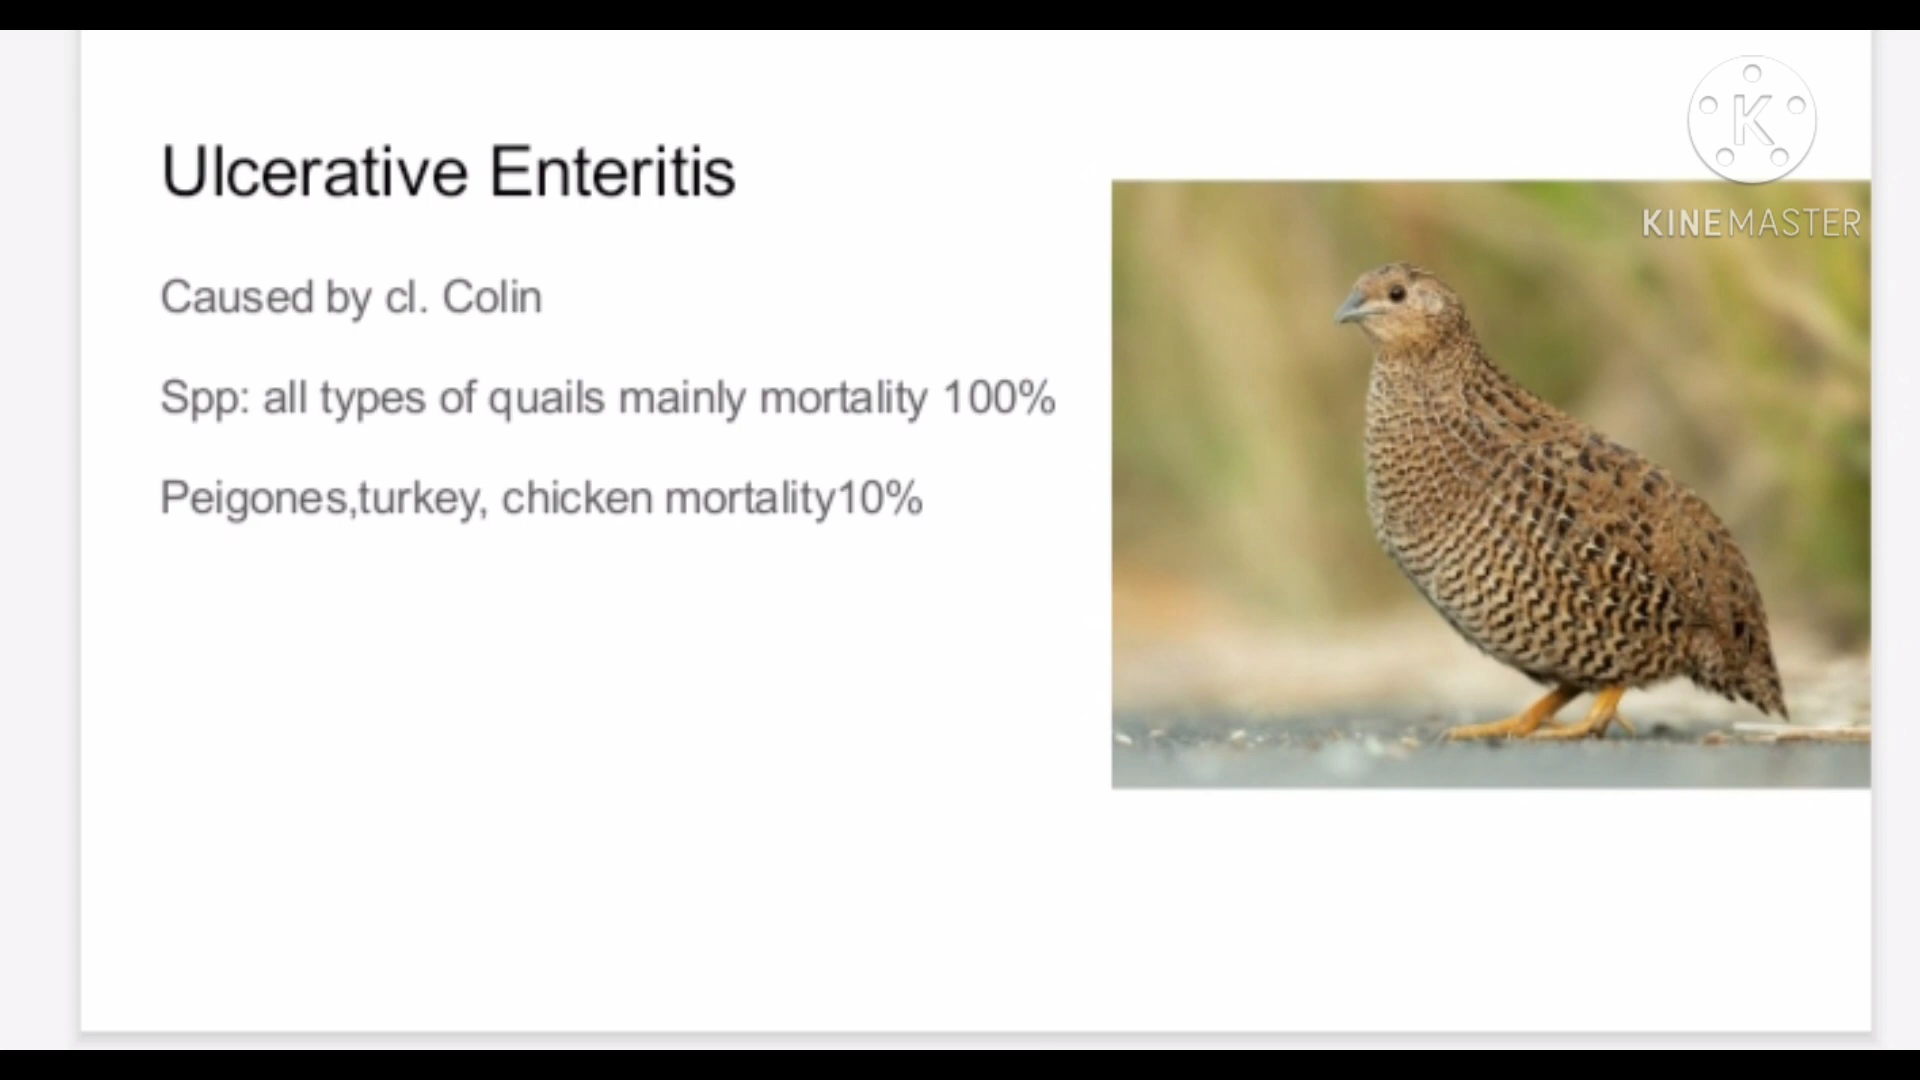 Ulcerative Enteritis
Caused by cl. Colin
Spp: all types of quails mainly mortality 100%
Peigones,turkey, chicken mortality10%
K
KINEMASTER